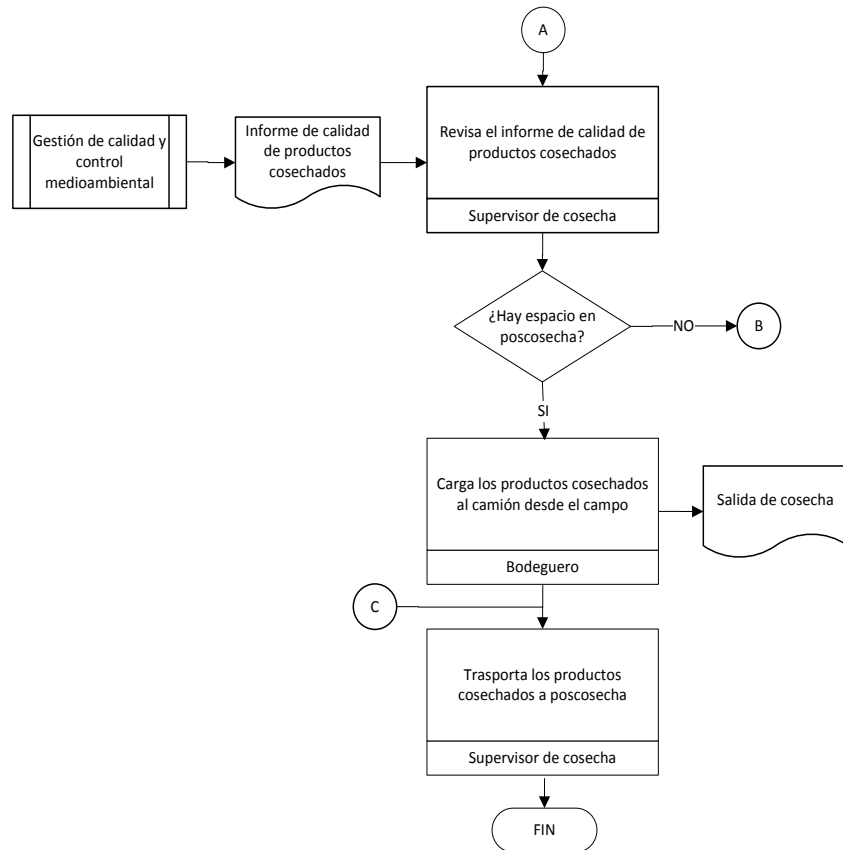 A
Gestión de calidad y
control
medioambiental
Informe de calidad
de productos
cosechados
Revisa el informe de calidad de
productos cosechados
Supervisor de cosecha
¿Hay espacio en
poscosecha?
NO
B
SI
Carga los productos cosechados
al camión desde el campo
Bodeguero
Salida de cosecha
C
Trasporta los productos
cosechados a poscosecha
Supervisor de cosecha
FIN